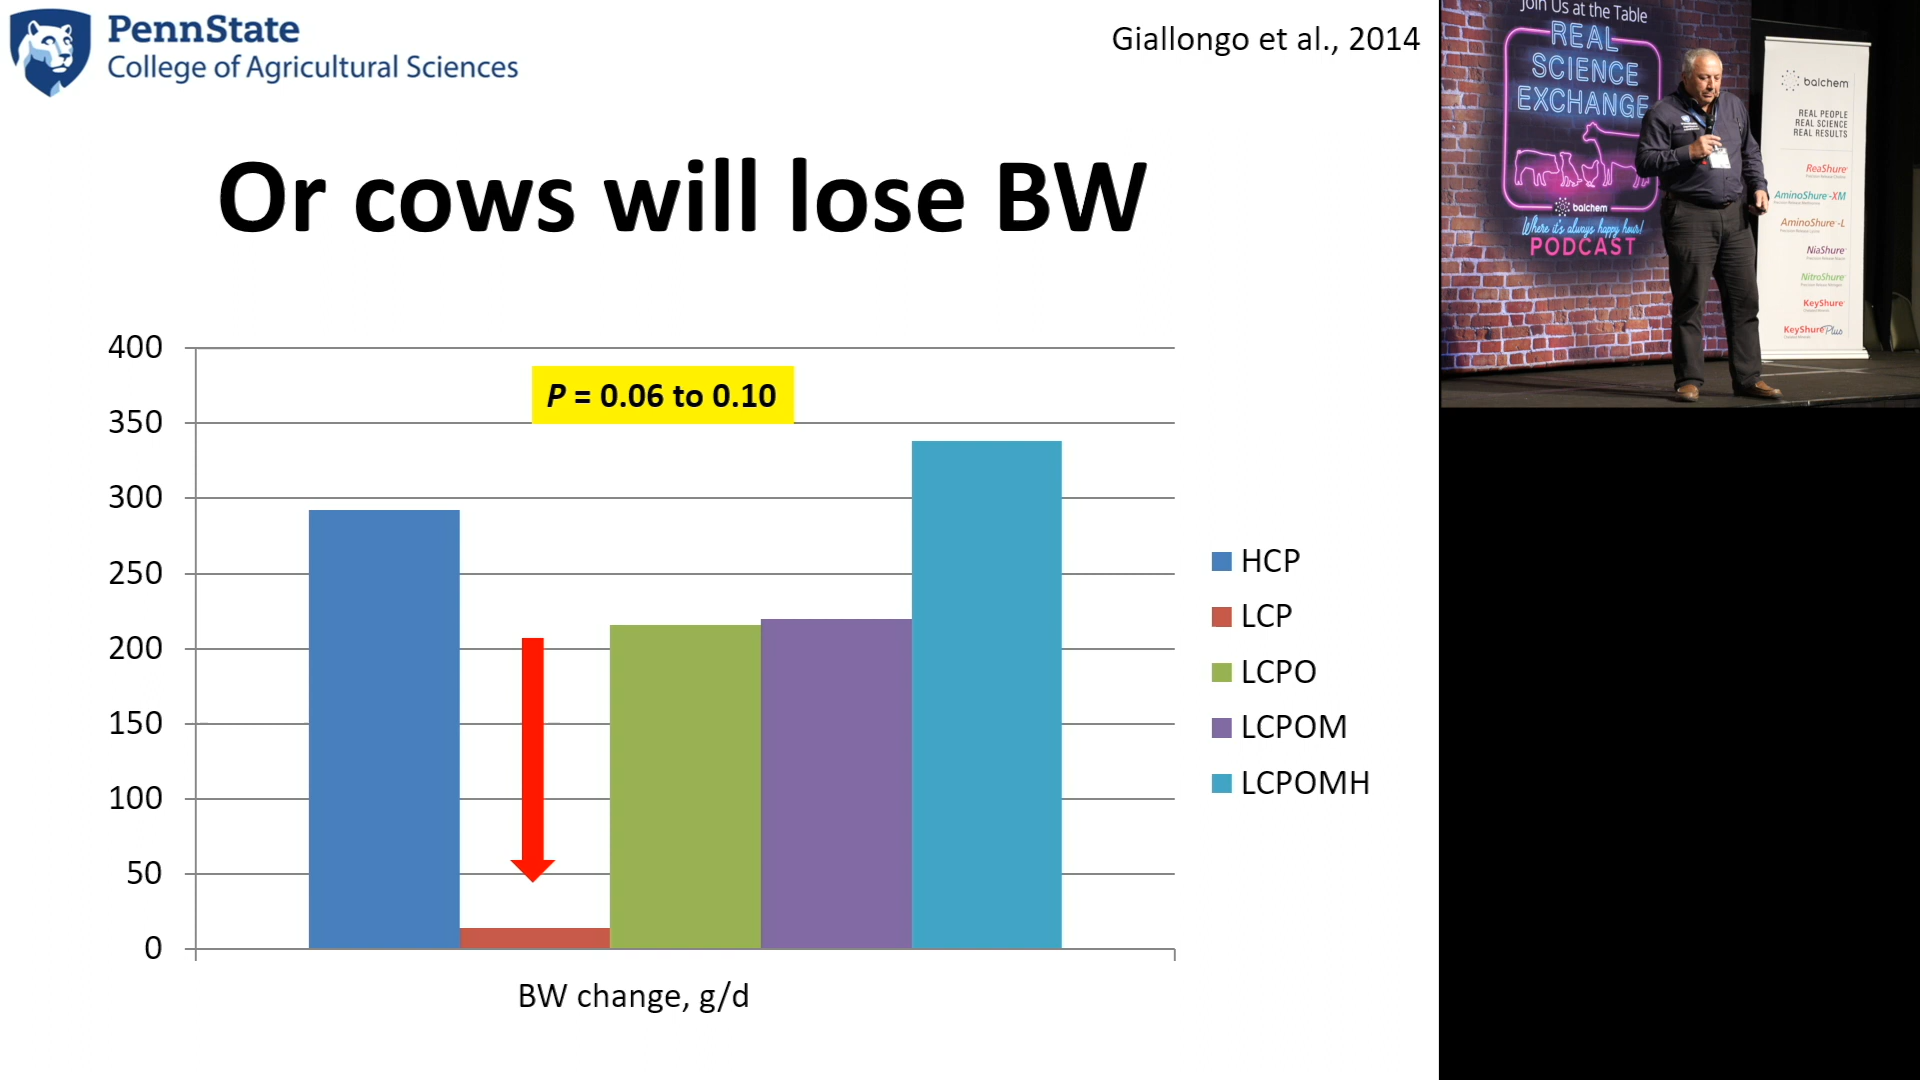 PennState
College of Agricultural Sciences
Giallongo et al., 2014
Or cows will lose BW
400
350
300
250
200
150
100
50
0
P = 0.06 to 0.10
BW change, g/d
HCP
LCP
LCPO
LCPOM
LCPOMH
Join Us at the Table
REAL
SCIENCE
EXCHANGE
balchem
Where it's always happy hour!
PODCAST
balchem
REAL PEOPLE
REAL SCIENCE
REAL RESULTS
ReaShure
AminoShure-XM
AminoShure-L
NiaShure
NitroShure
KeyShure
KeyShure Plus